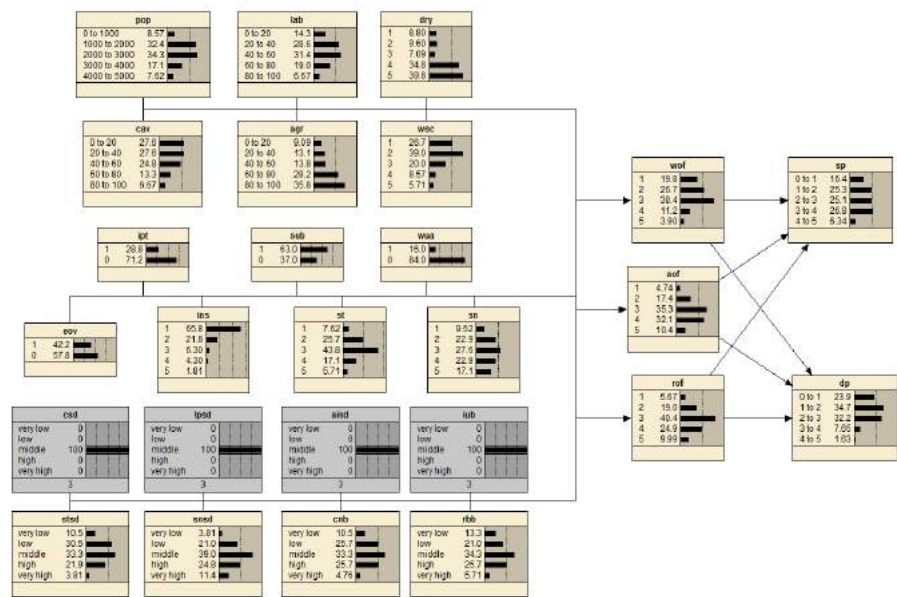 pop
0 to 1000 8.57
1000 to 2000 32.4
2000 to 3000 34.3
3000 to 4000 17.1
4000 to 5000 7.62
lab
0 to 20 14.3
20 to 40 28.6
40 to 60 31.4
60 to 80 19.0
80 to 100 6.67
dry
1 8.80
2 9.60
3 7.09
4 34.8
5 39.8
cav
0 to 20 27.6
20 to 40 27.6
40 to 60 24.8
60 to 80 13.3
80 to 100 6.67
agr
0 to 20 9.09
20 to 40 13.1
40 to 60 13.8
60 to 80 28.2
80 to 100 35.8
wsc
1 26.7
2 39.0
3 20.0
4 8.57
5 5.71
wof
1 19.8
2 26.7
3 38.4
4 11.2
5 3.90
sp
0 to 1 16.4
1 to 2 25.3
2 to 3 25.1
3 to 4 26.8
4 to 5 6.34
ipt
1 28.8
0 71.2
sub
1 63.0
0 37.0
wua
1 16.0
0 84.0
aof
1 4.74
2 17.4
3 35.3
4 32.1
5 10.4
eov
1 42.2
0 57.8
ins
1 65.8
2 21.8
3 6.30
4 4.30
5 1.81
st
1 7.62
2 25.7
3 43.8
4 17.1
5 5.71
sn
1 9.52
2 22.9
3 27.6
4 22.9
5 17.1
rof
1 5.67
2 19.0
3 40.4
4 24.9
5 9.99
dp
0 to 1 23.9
1 to 2 34.7
2 to 3 32.2
3 to 4 7.65
4 to 5 1.63
csd
very low 0
low 0
middle 100
high 0
very high 0
3
ipsd
very low 0
low 0
middle 100
high 0
very high 0
3
aisd
very low 0
low 0
middle 100
high 0
very high 0
3
iub
very low 0
low 0
middle 100
high 0
very high 0
3
stsd
very low 10.5
low 30.5
middle 33.3
high 21.9
very high 3.81
snsd
very low 3.81
low 21.0
middle 39.0
high 24.8
very high 11.4
cnb
very low 10.5
low 25.7
middle 33.3
high 25.7
very high 4.76
rbb
very low 13.3
low 21.0
middle 34.3
high 25.7
very high 5.71